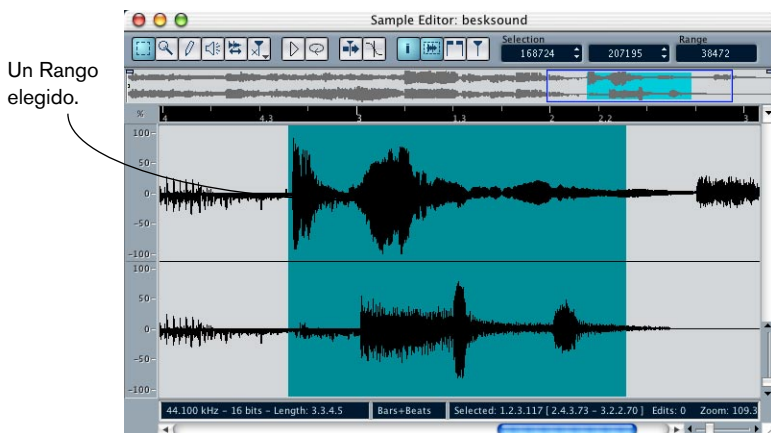 Sample Editor: besksound
Selection
Range
168724
207195
38472
Un Rango
elegido.
%
4
4.3
3
1.3
2
2.2
3
100
50
0
-50
-100
100
50
0
-50
-100
44.100 kHz - 16 bits - Length: 3.3.4.5
Bars+Beats
Selected: 1.2.3.117 [ 2.4.3.73 - 3.2.2.70 ]
Edits: 0
Zoom: 109.3